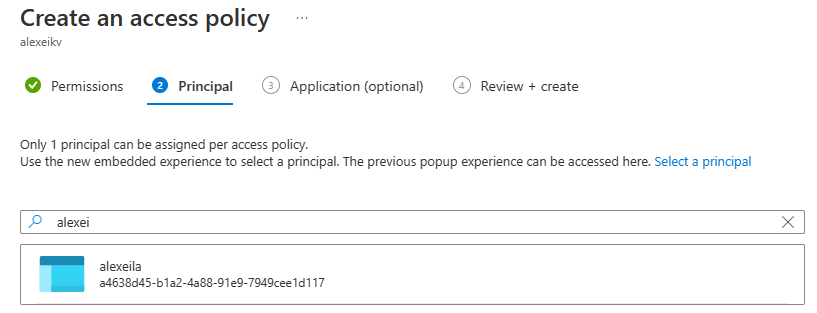 Create an access policy ...
alexeikv
Permissions 2 Principal 3 Application (optional) 4 Review + create
Only 1 principal can be assigned per access policy.
Use the new embedded experience to select a principal. The previous popup experience can be accessed here. Select a principal
alexei
alexeila
a4638d45-b1a2-4a88-91e9-7949cee1d117